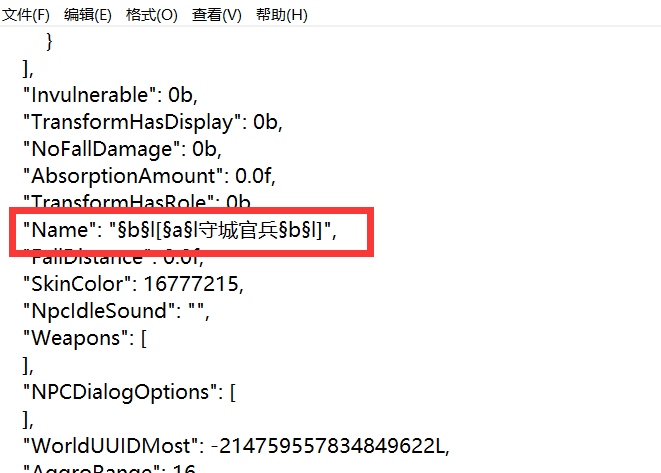 文件(F) 编辑(E) 格式(O) 查看(V) 帮助(H)
}
],
"Invulnerable": 0b,
"TransformHasDisplay": 0b,
"NoFallDamage": 0b,
"AbsorptionAmount": 0.0f,
"TransformHasRole": 0b,
"Name": "§b§l[§a§l守城官兵§b§l]",
"FallDistance": 0.0f,
"SkinColor": 16777215,
"NpcIdleSound": "",
"Weapons": [
],
"NPCDialogOptions": [
],
"WorldUUIDMost": -214759557834849622L,
"AggroRange": 16,